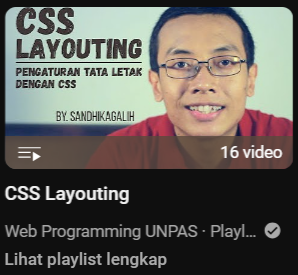 CSS
LAYOUTING
PENGATURAN TATA LETAK
DENGAN CSS
BY. SANDHIKAGALIH
16 video
CSS Layouting
Web Programming UNPAS · Playl...
Lihat playlist lengkap